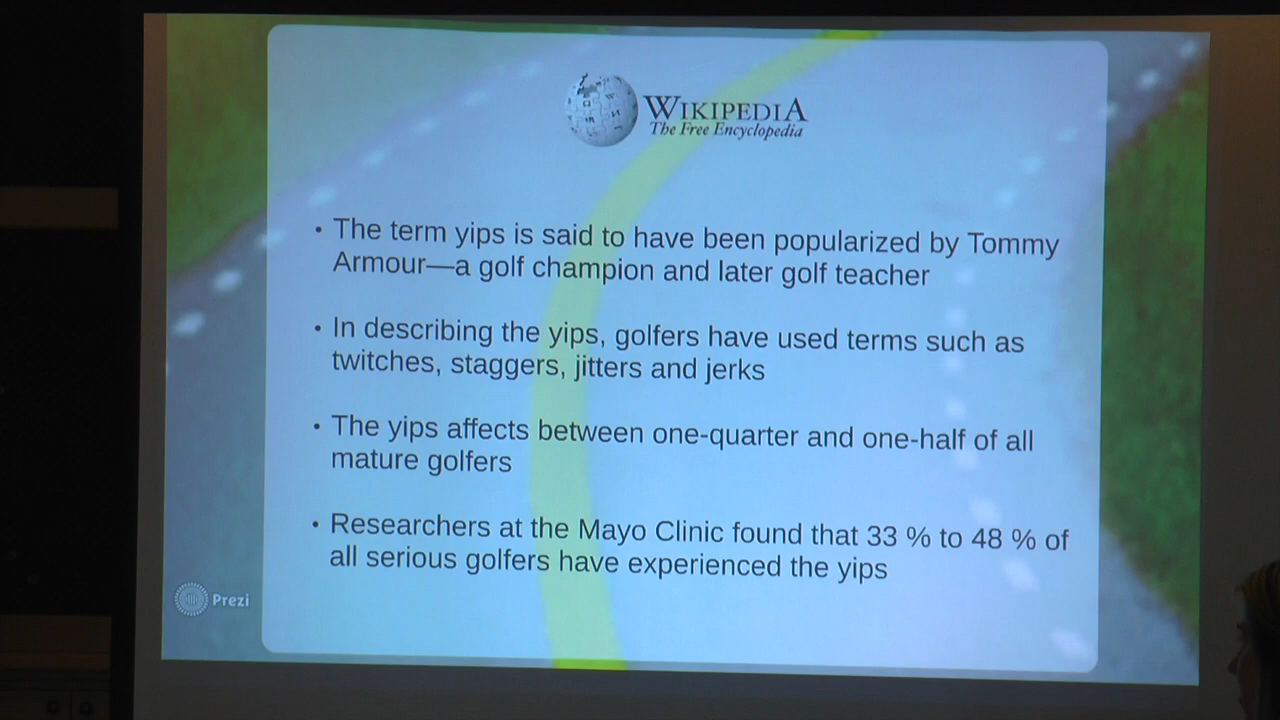 WIKIPEDIA
The Free Encyclopedia
• The term yips is said to have been popularized by Tommy
Armour—a golf champion and later golf teacher
• In describing the yips, golfers have used terms such as
twitches, staggers, jitters and jerks
• The yips affects between one-quarter and one-half of all
mature golfers
• Researchers at the Mayo Clinic found that 33 % to 48 % of
all serious golfers have experienced the yips
Prezi